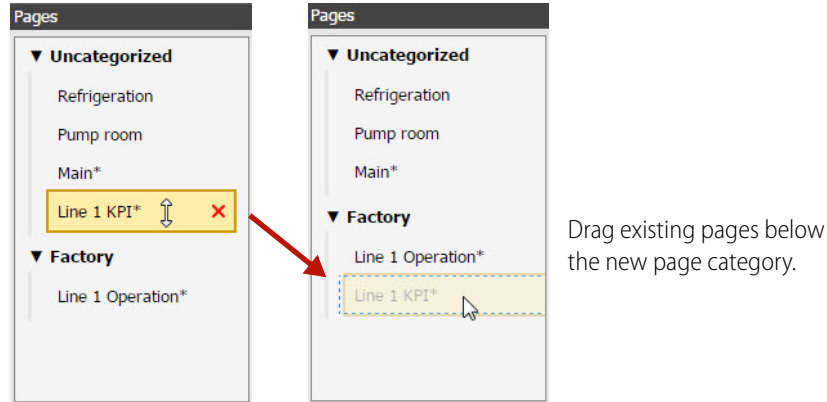 Pages
▼ Uncategorized
Refrigeration
Pump room
Main*
Line 1 KPI*
▼ Factory
Line 1 Operation*
Pages
▼ Uncategorized
Refrigeration
Pump room
Main*
▼ Factory
Line 1 Operation*
Line 1 KPI*
Drag existing pages below
the new page category.